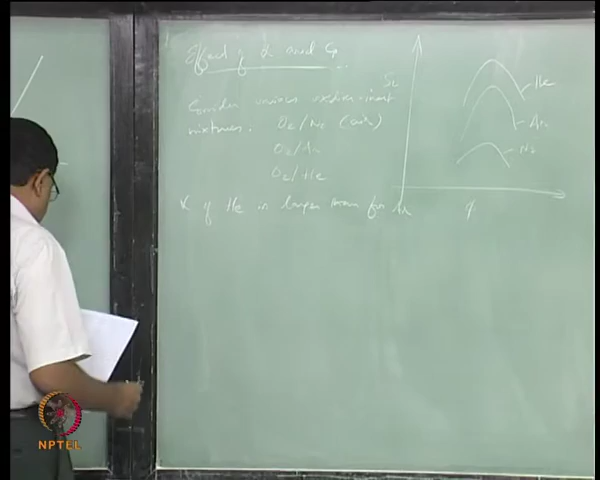 Effect of α and Cp
SL
Consider various oxidizer-inert
mixtures. O2/N2 (air)
O2/Ar
O2/He
α of He is larger than for Ar
He
Ar
N2
φ
NPTEL